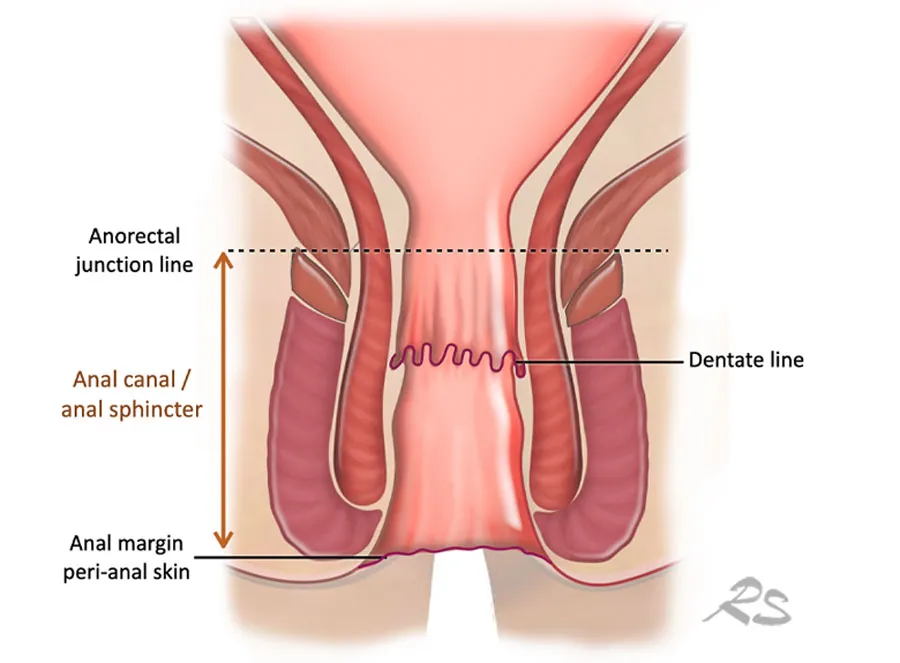 Anorectal
junction line
Anal canal /
anal sphincter
Dentate line
Anal margin
peri-anal skin
RS